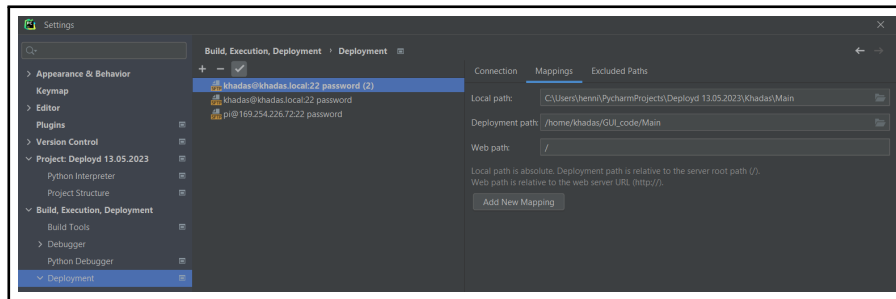 Settings
Appearance & Behavior
Keymap
Editor
Plugins
Version Control
Project: Deployd 13.05.2023
Python Interpreter
Project Structure
Build, Execution, Deployment
Build Tools
Debugger
Python Debugger
Deployment
Build, Execution, Deployment › Deployment
khadas@khadas.local:22 password (2)
khadas@khadas.local:22 password
pi@169.254.226.72:22 password
Connection Mappings Excluded Paths
Local path: C:\Users\henni\PycharmProjects\Deployd 13.05.2023\Khadas\Main
Deployment path: /home/khadas/GUI_code/Main
Web path: /
Local path is absolute. Deployment path is relative to the server root path (/).
Web path is relative to the web server URL (http://).
Add New Mapping